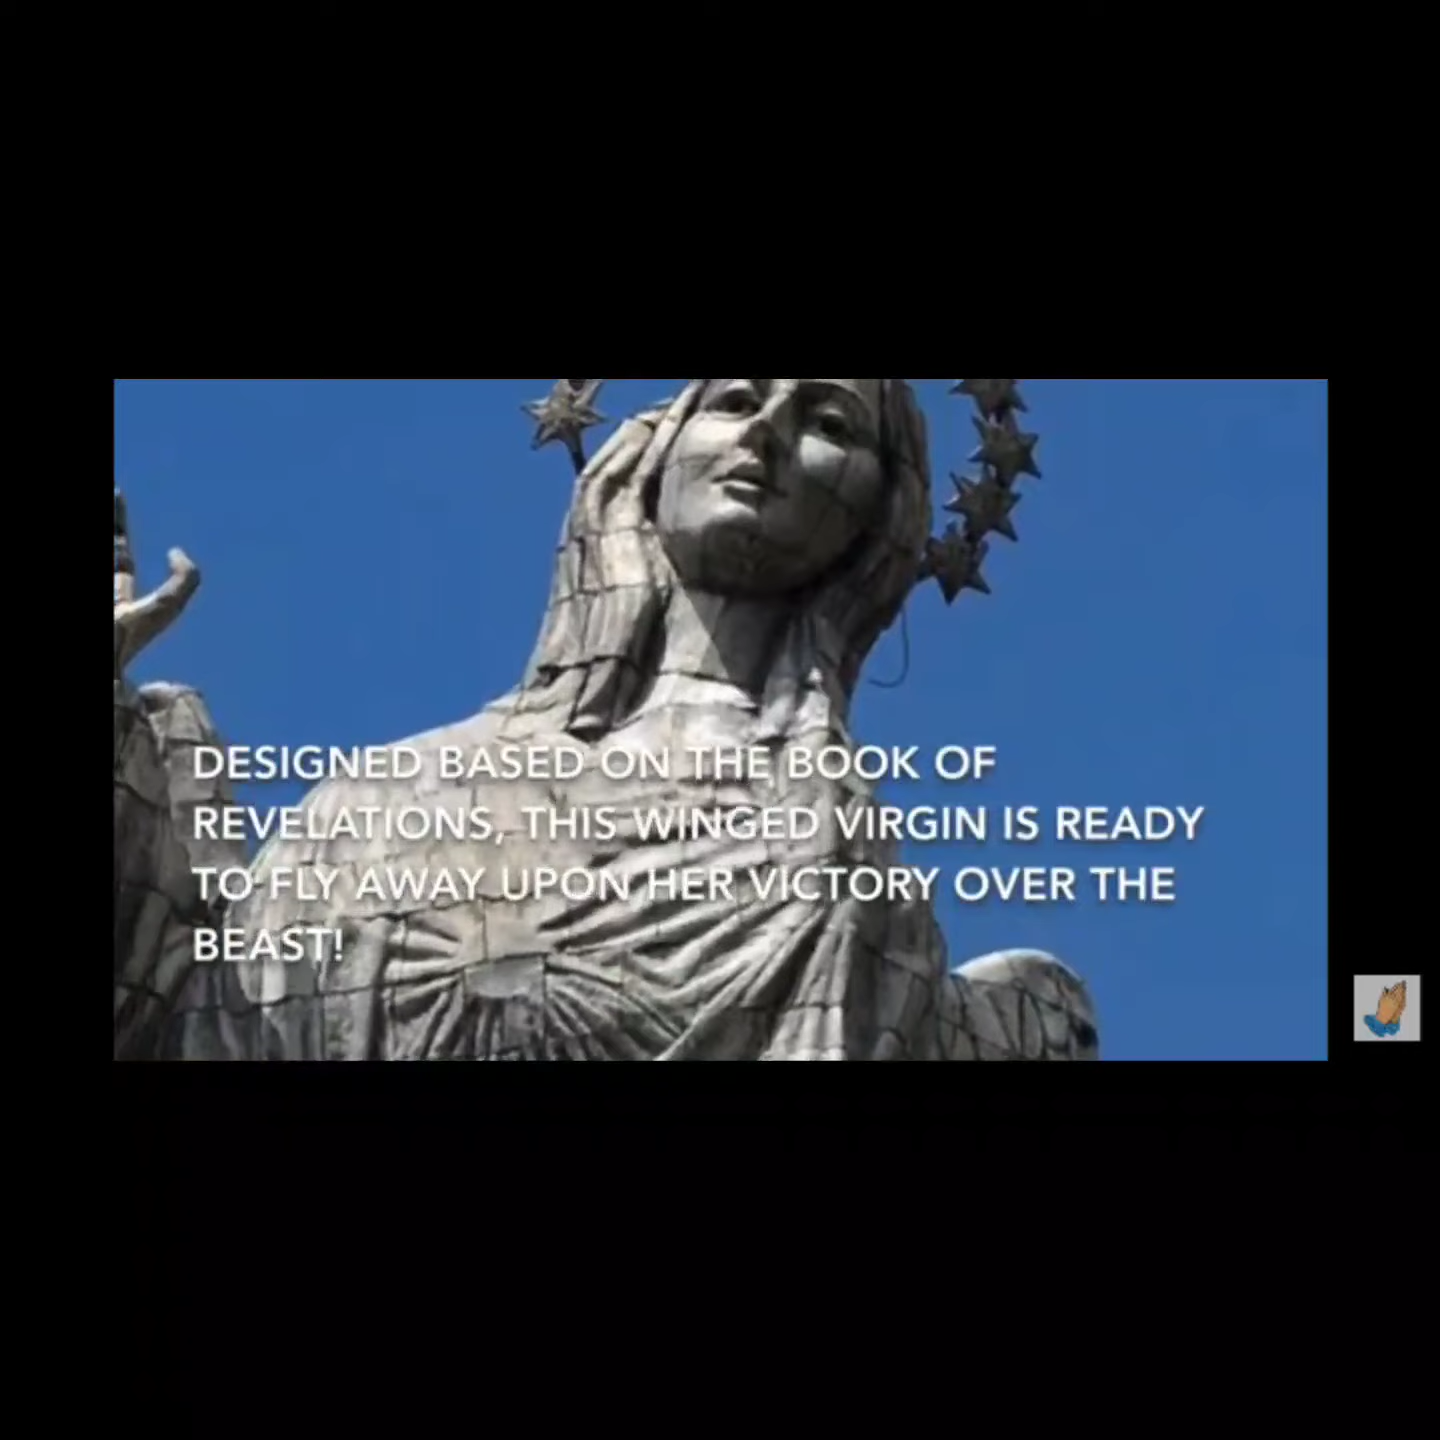 DESIGNED BASED ON THE BOOK OF
REVELATIONS, THIS WINGED VIRGIN IS READY
TO FLY AWAY UPON HER VICTORY OVER THE
BEAST!